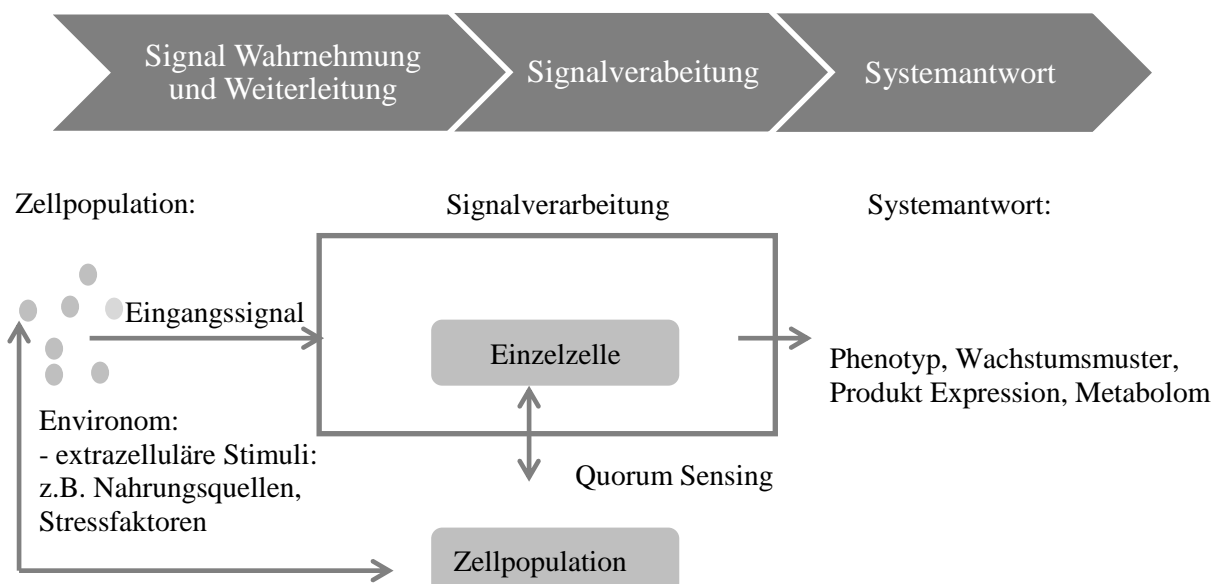 Signal Wahrnehmung
und Weiterleitung
Signalverabeitung
Systemantwort
Zellpopulation:
Signalverarbeitung
Systemantwort:
Eingangssignal
Einzelzelle
Phenotyp, Wachstumsmuster,
Produkt Expression, Metabolom
Environom:
- extrazelluläre Stimuli:
z.B. Nahrungsquellen,
Stressfaktoren
Quorum Sensing
Zellpopulation